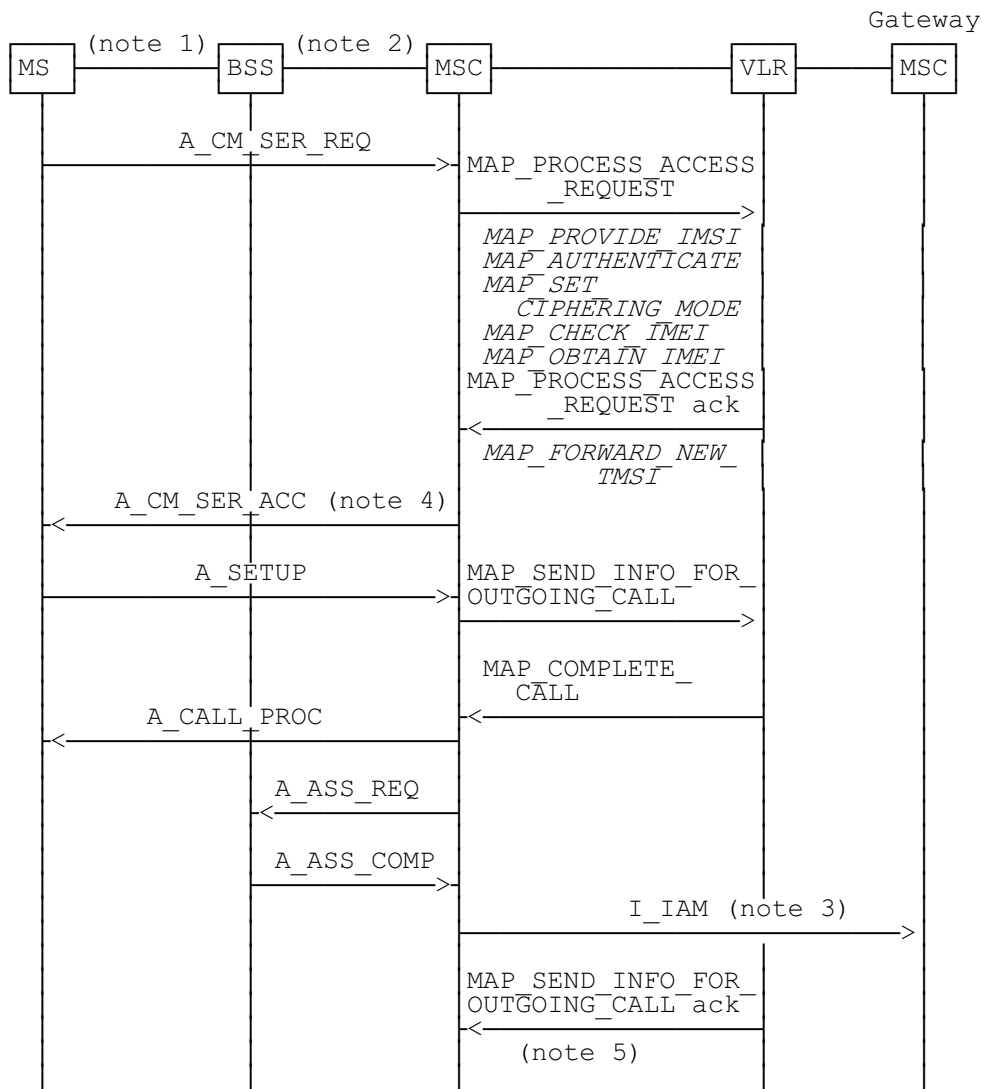 Gateway
(note 1) (note 2)
MS BSS MSC VLR MSC
A_CM_SER_REQ
MAP_PROCESS_ACCESS
_REQUEST
MAP_PROVIDE_IMSI
MAP_AUTHENTICATE
MAP_SET_
CIPHERING_MODE
MAP_CHECK_IMEI
MAP_OBTAIN_IMEI
MAP_PROCESS_ACCESS
_REQUEST ack
MAP_FORWARD_NEW_
TMSI
A_CM_SER_ACC (note 4)
A_SETUP
MAP_SEND_INFO_FOR_
OUTGOING_CALL
MAP_COMPLETE_
CALL
A_CALL_PROC
A_ASS_REQ
A_ASS_COMP
I_IAM (note 3)
MAP_SEND_INFO_FOR_
OUTGOING_CALL ack
(note 5)